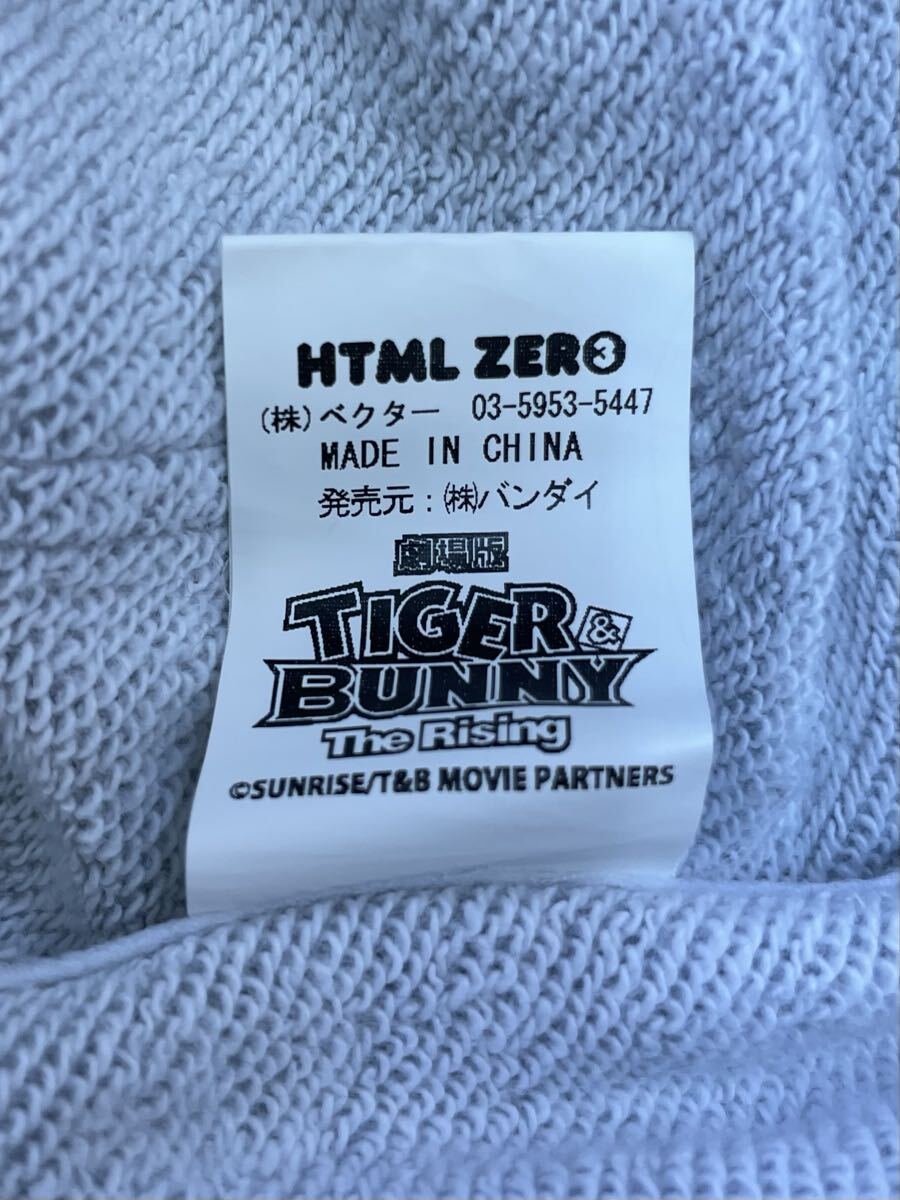 HTML ZERO3
(株)ベクター 03-5953-5447
MADE IN CHINA
発売元:㈱バンダイ
劇場版
TIGER &
BUNNY
The Rising
©SUNRISE/T&B MOVIE PARTNERS